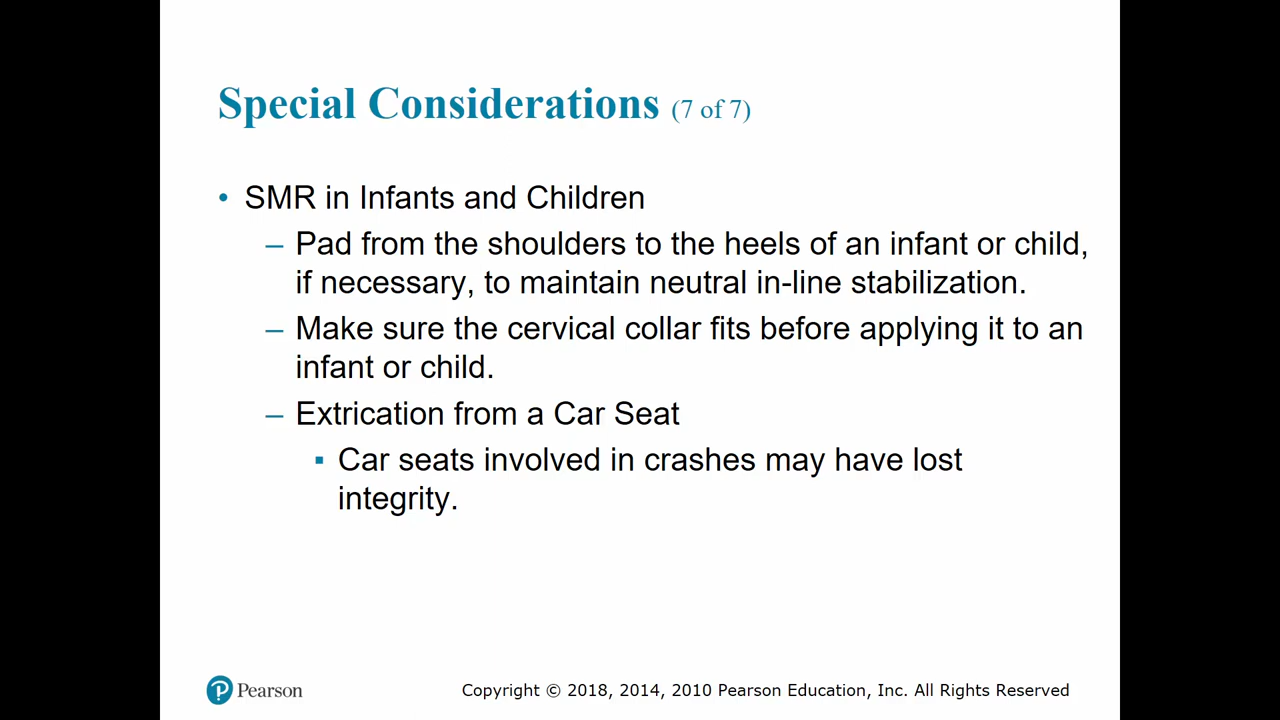 Special Considerations (7 of 7)
• SMR in Infants and Children
– Pad from the shoulders to the heels of an infant or child,
if necessary, to maintain neutral in-line stabilization.
– Make sure the cervical collar fits before applying it to an
infant or child.
– Extrication from a Car Seat
▪ Car seats involved in crashes may have lost
integrity.
P Pearson
Copyright © 2018, 2014, 2010 Pearson Education, Inc. All Rights Reserved